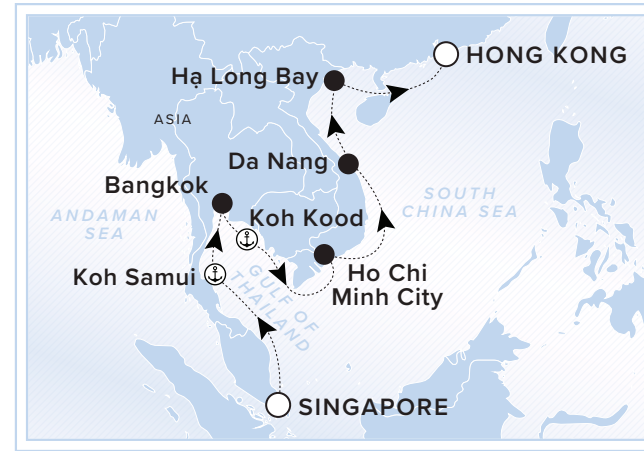 HONG KONG
Hạ Long Bay
ASIA
Da Nang
Bangkok
SOUTH
CHINA SEA
ANDAMAN
SEA
Koh Kood
Koh Samui
Ho Chi
Minh City
GULF OF
THAILAND
SINGAPORE